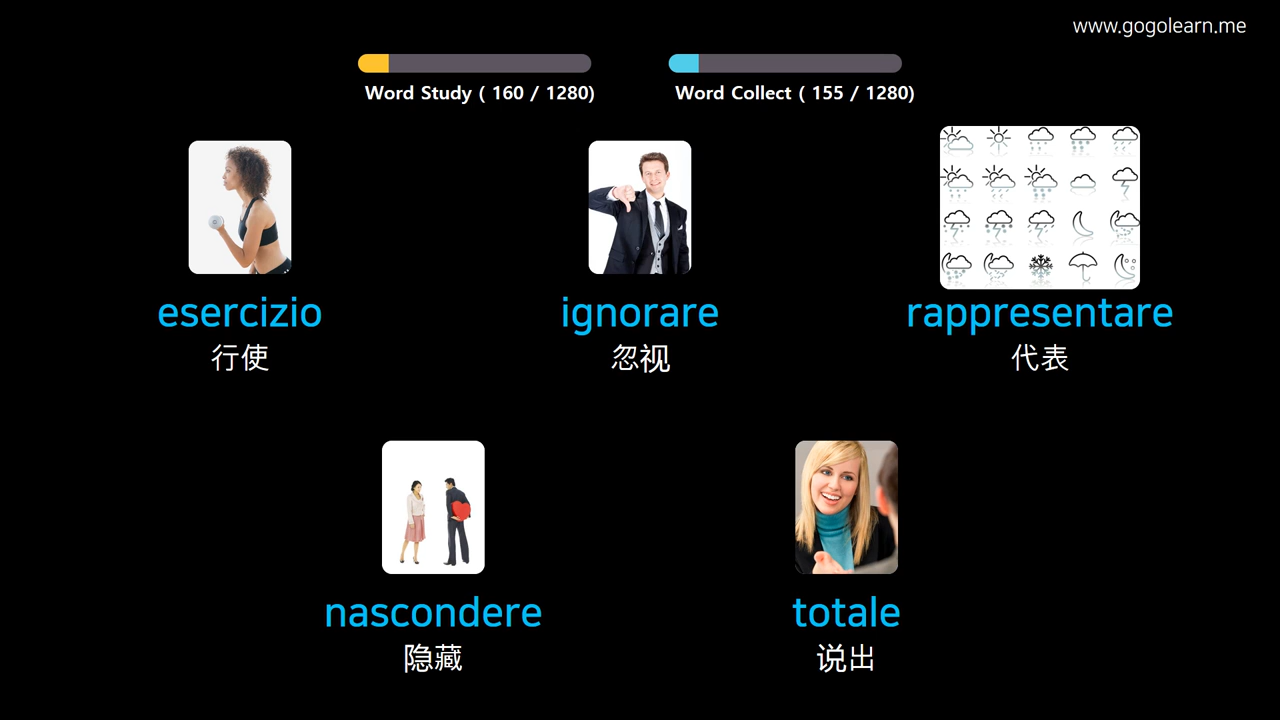 www.gogolearn.me
Word Study ( 160 / 1280)
Word Collect ( 155 / 1280)
esercizio
行使
ignorare
忽视
rappresentare
代表
nascondere
隐藏
totale
说出